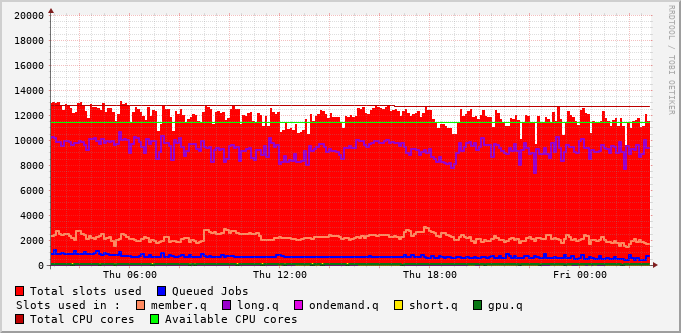 RRDTOOL / TOBI OETIKER
20000
18000
16000
14000
12000
10000
8000
6000
4000
2000
0
Thu 06:00 Thu 12:00 Thu 18:00 Fri 00:00
Total slots used Queued Jobs
Slots used in : member.q long.q ondemand.q short.q gpu.q
Total CPU cores Available CPU cores